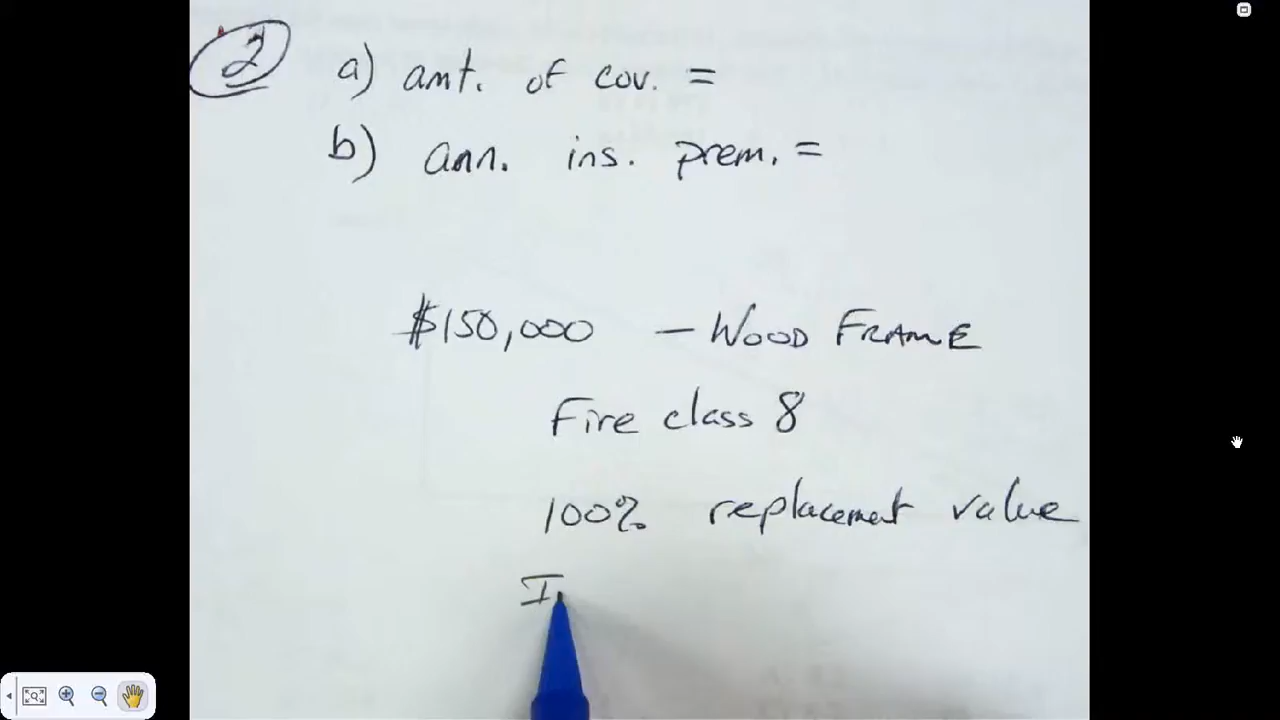 2 a) amt. of cov. =
b) ann. ins. prem. =
$150,000 — WOOD FRAME
Fire class 8
100% replacement value
I